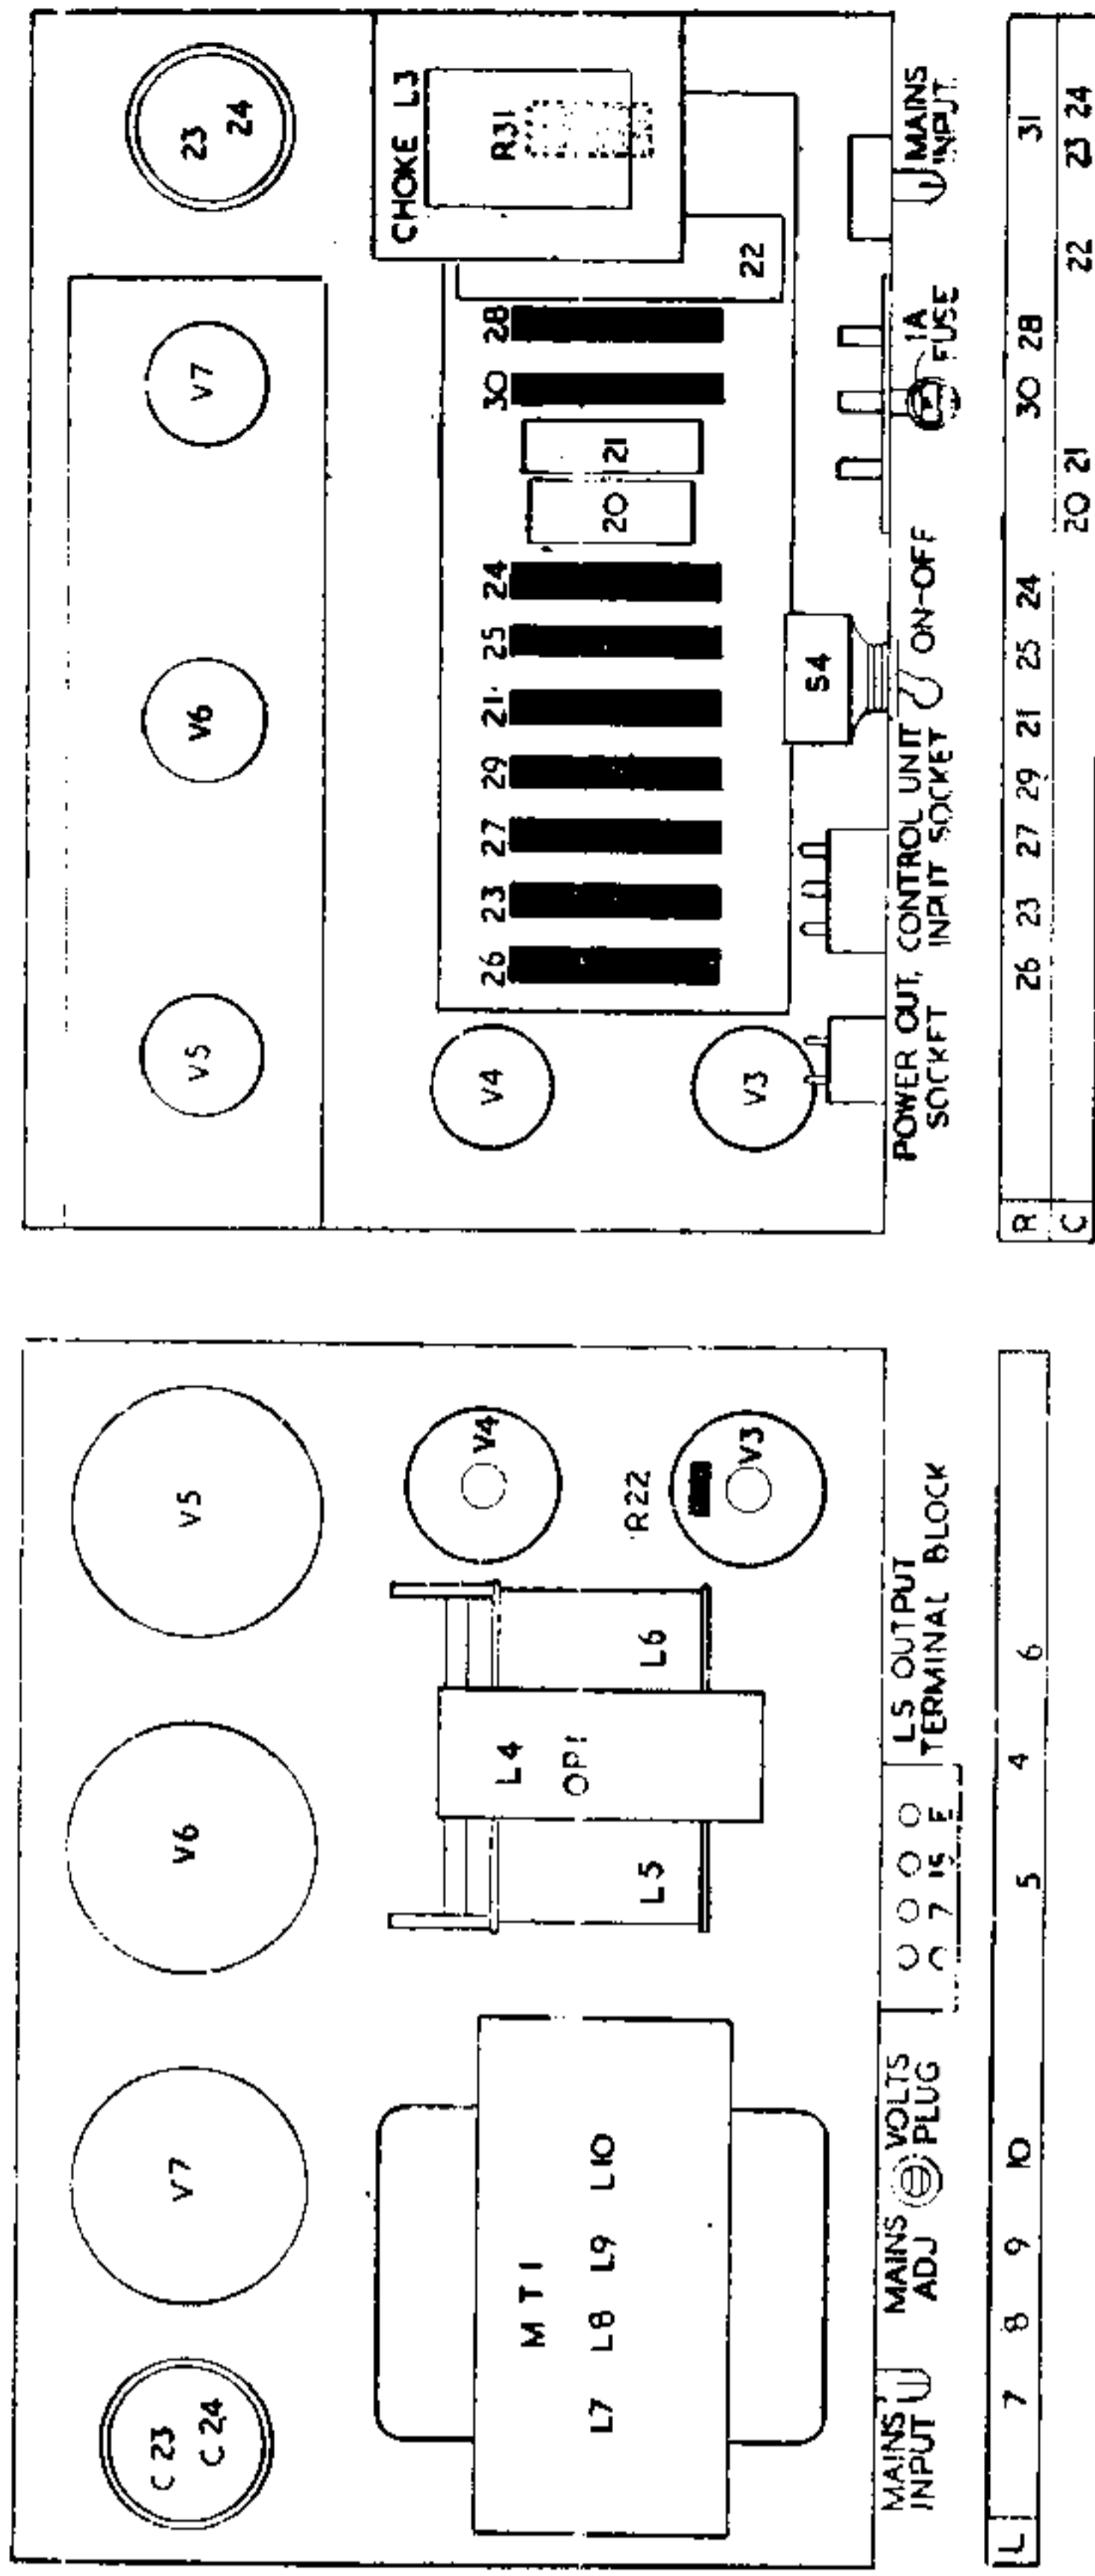 C 23
C 24
V7
V6
V5
MT1
L7 L8 L9 L10
L5
L4
OP1
L6
V4
R22
V3
MAINS
INPUT
MAINS VOLTS
ADJ PLUG
7 15 E
LS OUTPUT
TERMINAL BLOCK
L 7 8 9 10 5 4 6
V5
V6
V7
23
24
V4
V3
26 23 27 29 21 25 24 30 28
20 21
22
CHOKE L3
R31
S4
POWER OUT. CONTROL UNIT
SOCKET INPUT SOCKET
ON-OFF
1A
FUSE
MAINS
INPUT
R 26 23 27 29 21 25 24 30 28 31
C 20 21 22 23 24